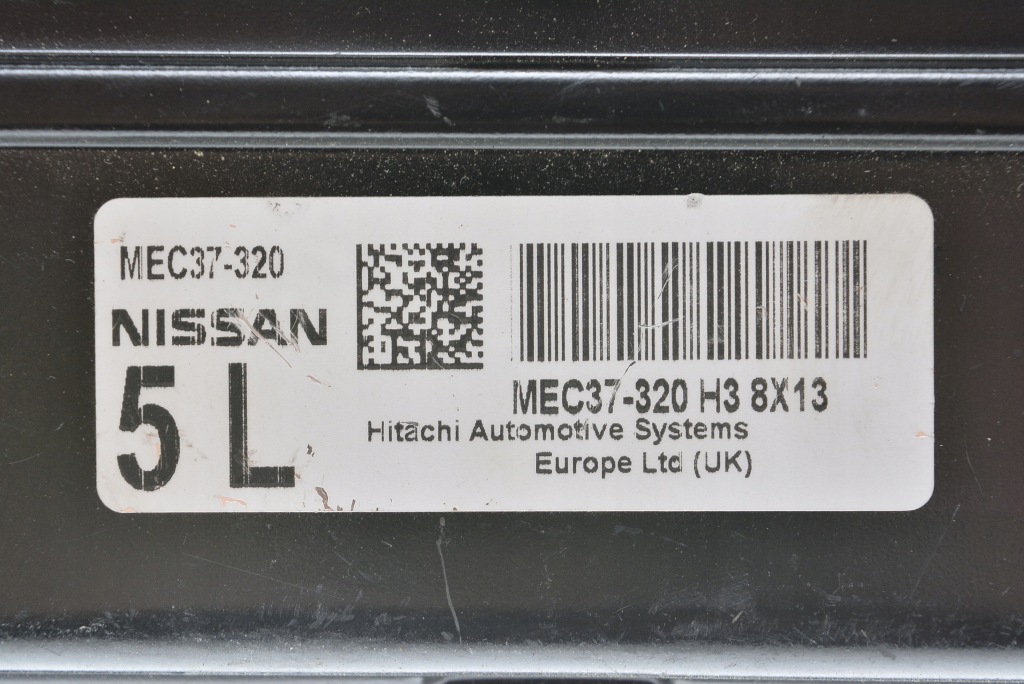 MEC37-320
NISSAN
5 L
MEC37-320 H3 8X13
Hitachi Automotive Systems
Europe Ltd (UK)